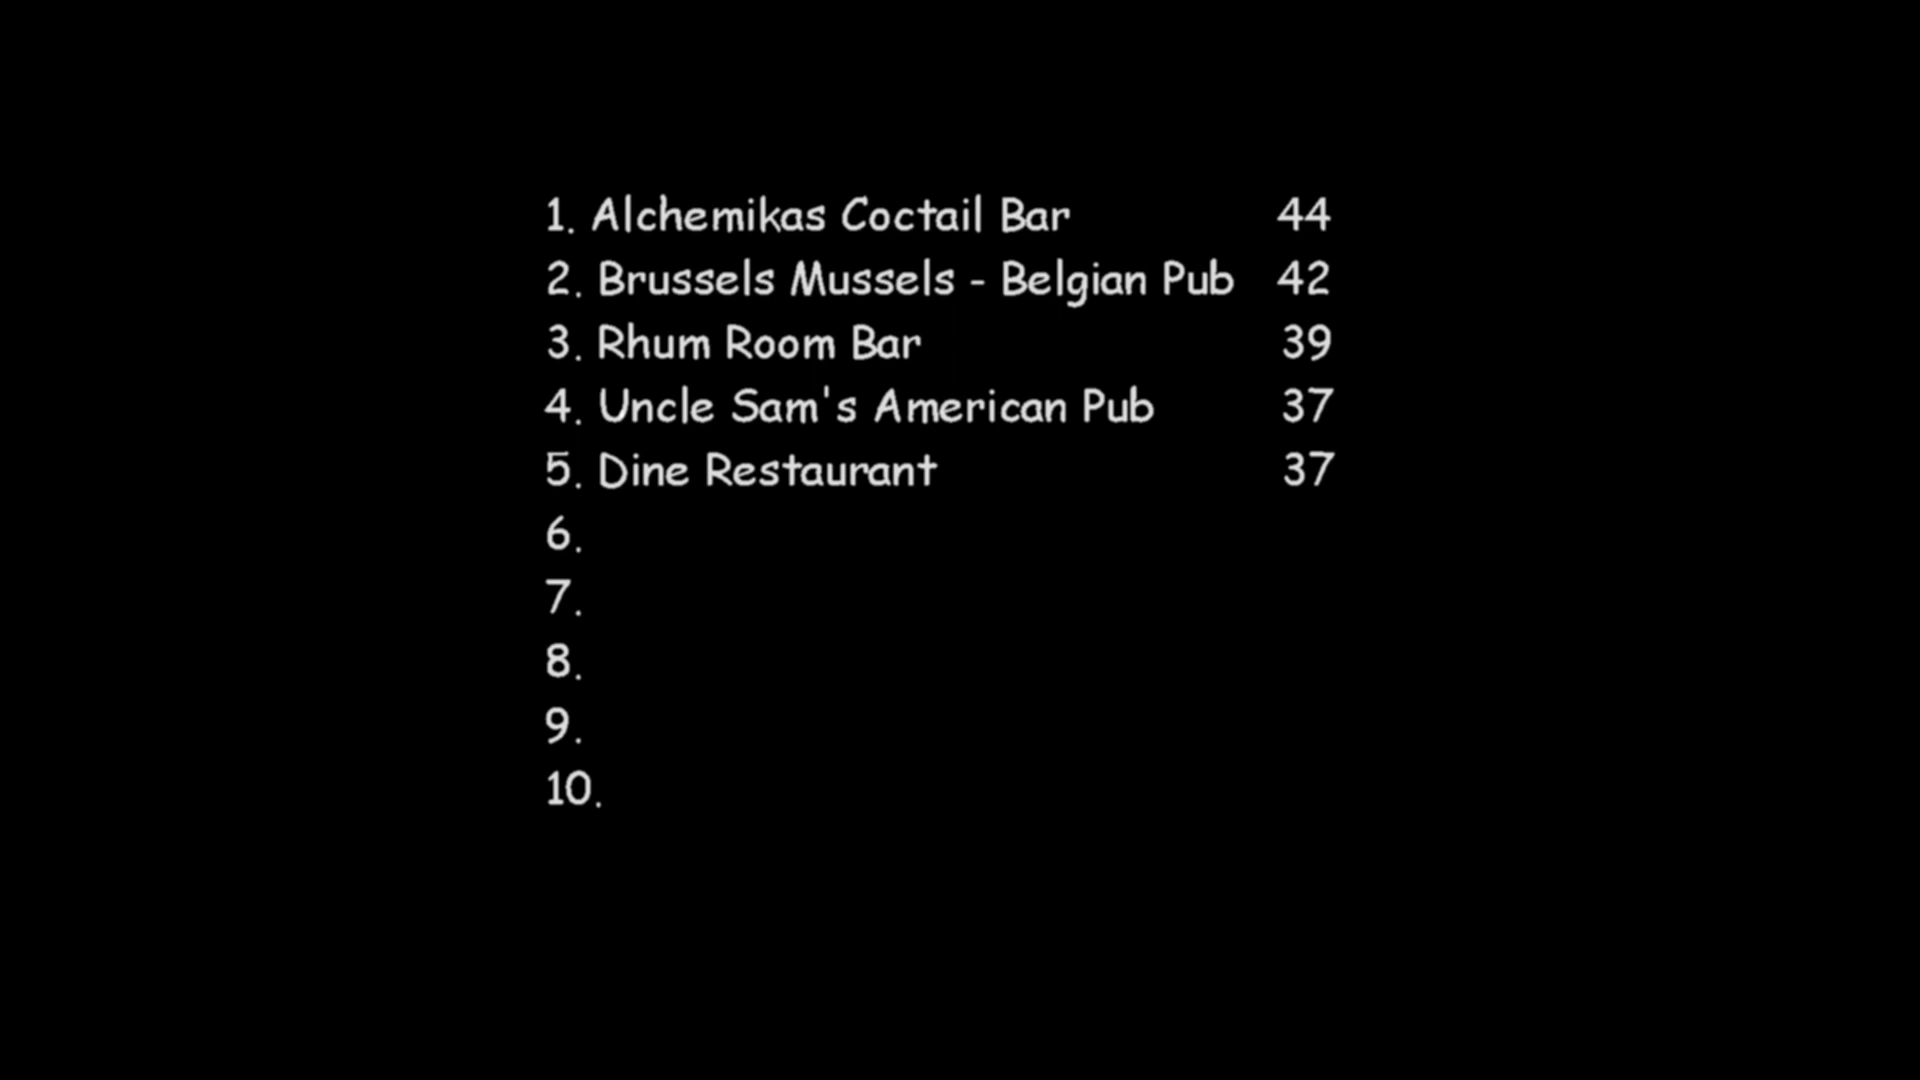 1. Alchemikas Coctail Bar 44
2. Brussels Mussels - Belgian Pub 42
3. Rhum Room Bar 39
4. Uncle Sam's American Pub 37
5. Dine Restaurant 37
6.
7.
8.
9.
10.